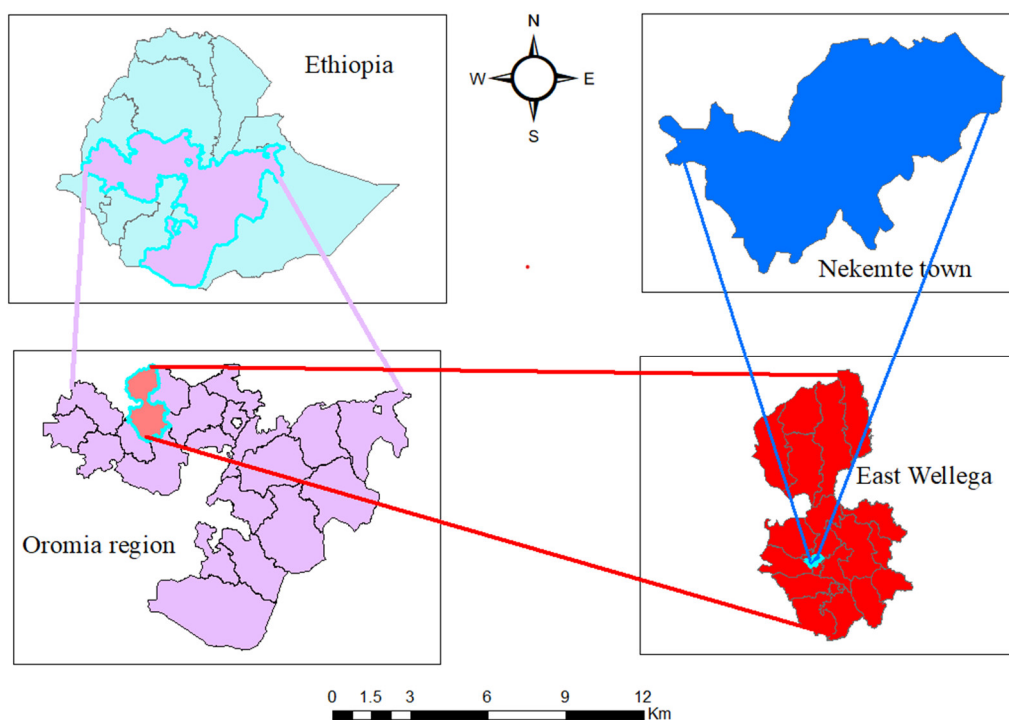 Ethiopia
N
W
E
S
Nekemte town
Oromia region
East Wellega
0 1.5 3 6 9 12
Km